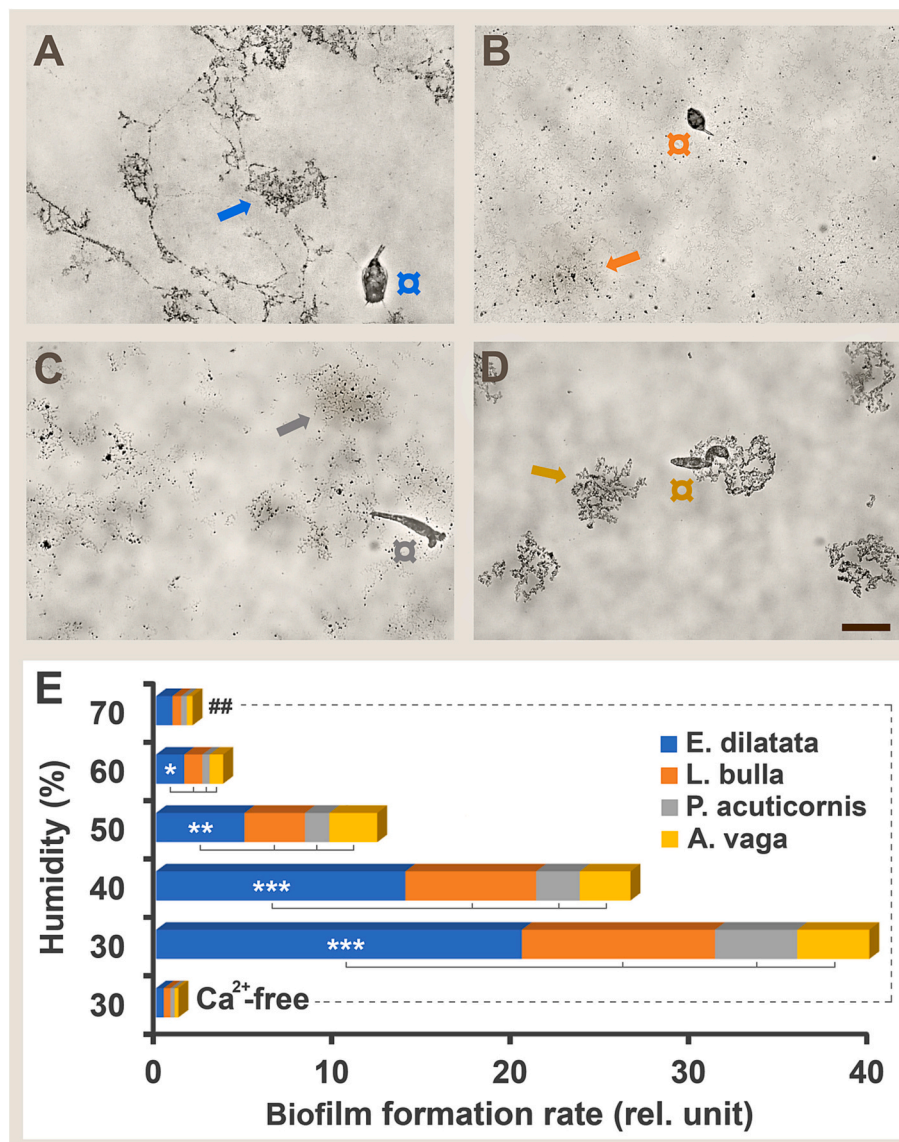 A
B
C
D
E
70
##
60
*
50
**
40
***
30
***
30
Ca²⁺-free
Humidity (%)
E. dilatata
L. bulla
P. acuticornis
A. vaga
0
10
20
30
40
Biofilm formation rate (rel. unit)